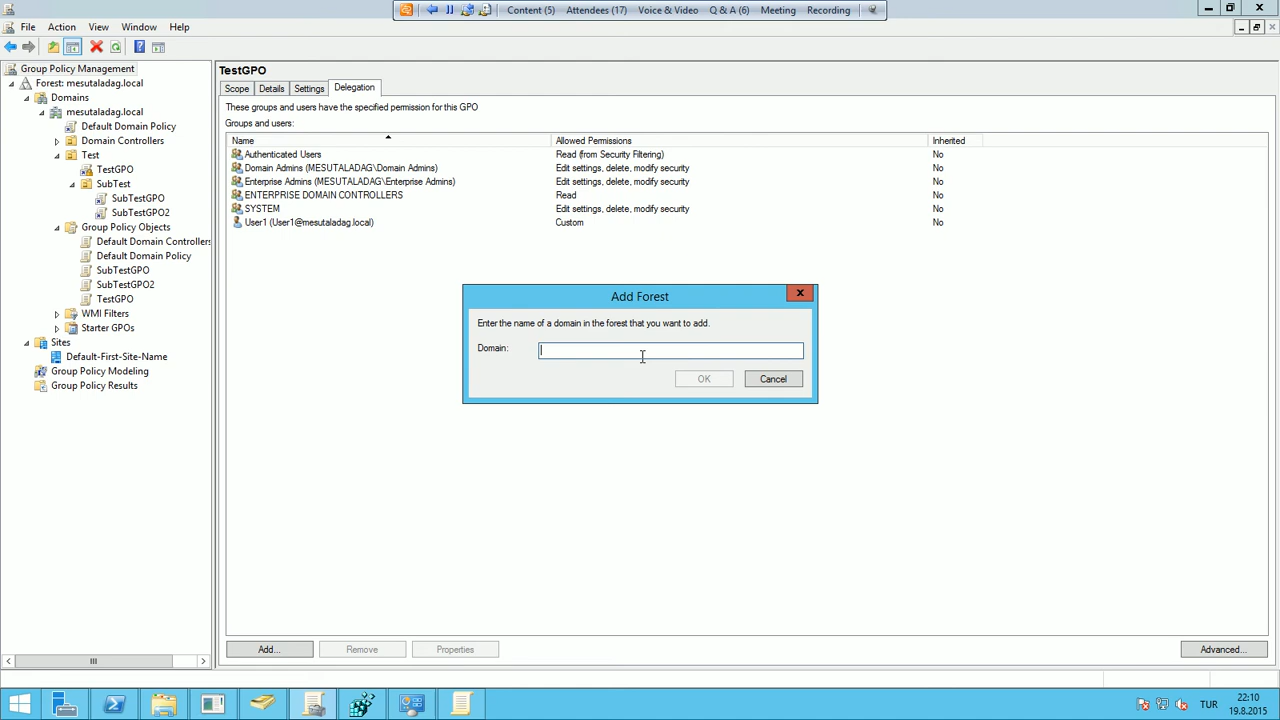 Content (5) Attendees (17) Voice & Video Q & A (6) Meeting Recording
File Action View Window Help
Group Policy Management
Forest: mesutaladag.local
Domains
mesutaladag.local
Default Domain Policy
Domain Controllers
Test
TestGPO
SubTest
SubTestGPO
SubTestGPO2
Group Policy Objects
Default Domain Controllers
Default Domain Policy
SubTestGPO
SubTestGPO2
TestGPO
WMI Filters
Starter GPOs
Sites
Default-First-Site-Name
Group Policy Modeling
Group Policy Results
TestGPO
Scope Details Settings Delegation
These groups and users have the specified permission for this GPO
Groups and users:
Name Allowed Permissions Inherited
Authenticated Users Read (from Security Filtering) No
Domain Admins (MESUTALADAG\Domain Admins) Edit settings, delete, modify security No
Enterprise Admins (MESUTALADAG\Enterprise Admins) Edit settings, delete, modify security No
ENTERPRISE DOMAIN CONTROLLERS Read No
SYSTEM Edit settings, delete, modify security No
User1 (User1@mesutaladag.local) Custom No
Add Forest
Enter the name of a domain in the forest that you want to add.
Domain:
OK Cancel
Add... Remove Properties Advanced...
TUR
22:10
19.8.2015